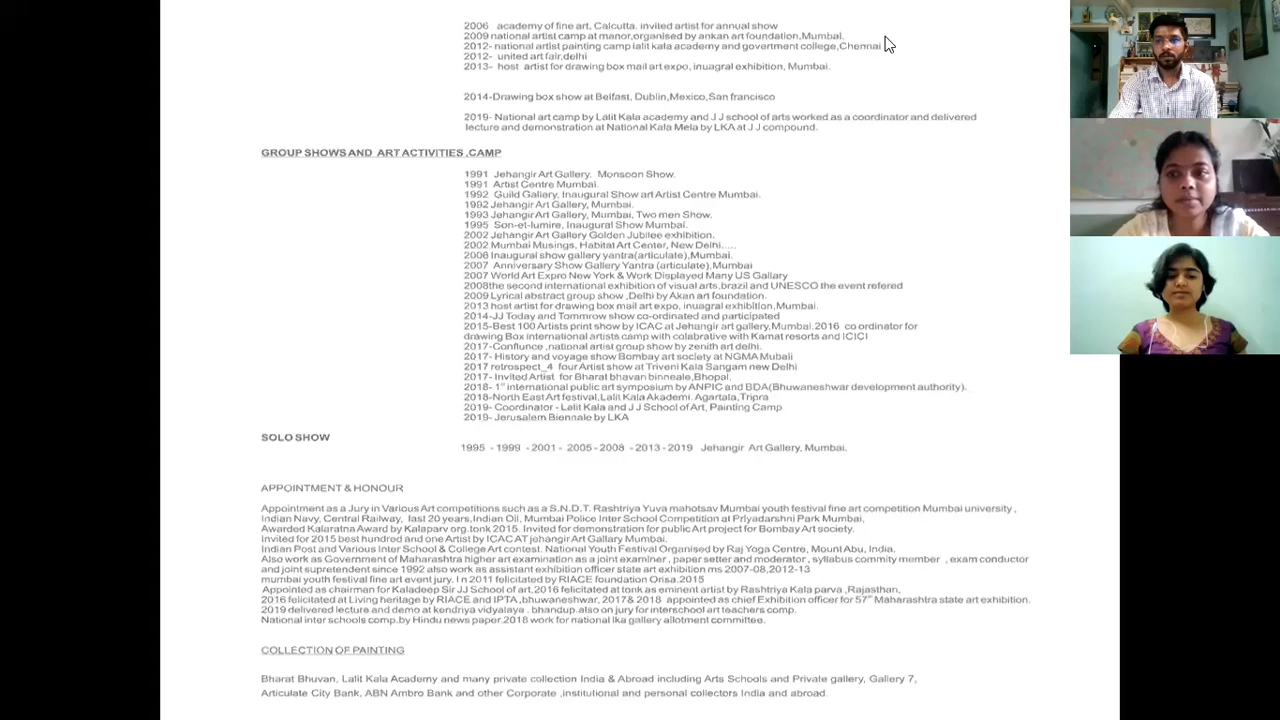 2006 academy of fine art, Calcutta. invited artist for annual show
2009 national artist camp at manor,organised by ankan art foundation,Mumbai.
2012- national artist painting camp lalit kala academy and goverment college,Chennai
2012- united art fair,delhi
2013- host artist for drawing box mail art expo, inuagral exhibition, Mumbai.
2014-Drawing box show at Belfast, Dublin,Mexico,San francisco
2019- National art camp by Lalit Kala academy and J J school of arts worked as a coordinator and delivered
lecture and demonstration at National Kala Mela by LKA at J J compound.
GROUP SHOWS AND ART ACTIVITIES ,CAMP
1991 Jehangir Art Gallery. Monsoon Show.
1991 Artist Centre Mumbai.
1992 Guild Gallery, Inaugural Show art Artist Centre Mumbai.
1992 Jehangir Art Gallery, Mumbai.
1993 Jehangir Art Gallery, Mumbai, Two men Show.
1995 Son-et-lumire, Inaugural Show Mumbai.
2002 Jehangir Art Gallery Golden Jubilee exhibition.
2002 Mumbai Musings, Habitat Art Center, New Delhi.....
2006 Inaugural show gallery yantra(articulate),Mumbai.
2007 Anniversary Show Gallery Yantra (articulate),Mumbai
2007 World Art Expro New York & Work Displayed Many US Gallary
2008the second international exhibition of visual arts,brazil and UNESCO the event refered
2009 Lyrical abstract group show ,Delhi by Akan art foundation.
2013 host artist for drawing box mail art expo, inuagral exhibition,Mumbai.
2014-JJ Today and Tommrow show co-ordinated and participated
2015-Best 100 Artists print show by ICAC at Jehangir art gallery,Mumbai.2016 co ordinator for
drawing Box international artists camp with colabrative with Kamat resorts and ICICI
2017-Conflunce ,national artist group show by zenith art delhi.
2017- History and voyage show Bombay art society at NGMA Mubali
2017 retrospect_4 four Artist show at Triveni Kala Sangam new Delhi
2017- Invited Artist for Bharat bhavan binneale,Bhopal,
2018- 1st international public art symposium by ANPIC and BDA(Bhuwaneshwar development authority).
2018-North East Art festival,Lalit Kala Akademi. Agartala,Tripra
2019- Coordinator - Lalit Kala and J J School of Art, Painting Camp
2019- Jerusalem Biennale by LKA
SOLO SHOW
1995 - 1999 - 2001 - 2005 - 2008 - 2013 - 2019 Jehangir Art Gallery, Mumbai.
APPOINTMENT & HONOUR
Appointment as a Jury in Various Art competitions such as a S.N.D.T. Rashtriya Yuva mahotsav Mumbai youth festival fine art competition Mumbai university ,
Indian Navy, Central Railway, last 20 years,Indian Oil, Mumbai Police Inter School Competition at Priyadarshni Park Mumbai,
Awarded Kalaratna Award by Kalaparv org.tonk 2015. Invited for demonstration for public Art project for Bombay Art society.
Invited for 2015 best hundred and one Artist by ICAC AT jehangir Art Gallary Mumbai.
Indian Post and Various Inter School & College Art contest. National Youth Festival Organised by Raj Yoga Centre, Mount Abu, India.
Also work as Government of Maharashtra higher art examination as a joint examiner , paper setter and moderator , syllabus commity member , exam conductor
and joint supretendent since 1992 also work as assistant exhibition officer state art exhibition ms 2007-08,2012-13
mumbai youth festival fine art event jury. In 2011 felicitated by RIACE foundation Orisa.2015
Appointed as chairman for Kaladeep Sir JJ School of art,2016 felicitated at tonk as eminent artist by Rashtriya Kala parva ,Rajasthan,
2016 felicitated at Living heritage by RIACE and IPTA,bhuwaneshwar, 2017& 2018 appointed as chief Exhibition officer for 57th Maharashtra state art exhibition.
2019 delivered lecture and demo at kendriya vidyalaya . bhandup.also on jury for interschool art teachers comp.
National inter schools comp.by Hindu news paper.2018 work for national lka gallery allotment committee.
COLLECTION OF PAINTING
Bharat Bhuvan, Lalit Kala Academy and many private collection India & Abroad including Arts Schools and Private gallery, Gallery 7,
Articulate City Bank, ABN Ambro Bank and other Corporate ,institutional and personal collectors India and abroad.